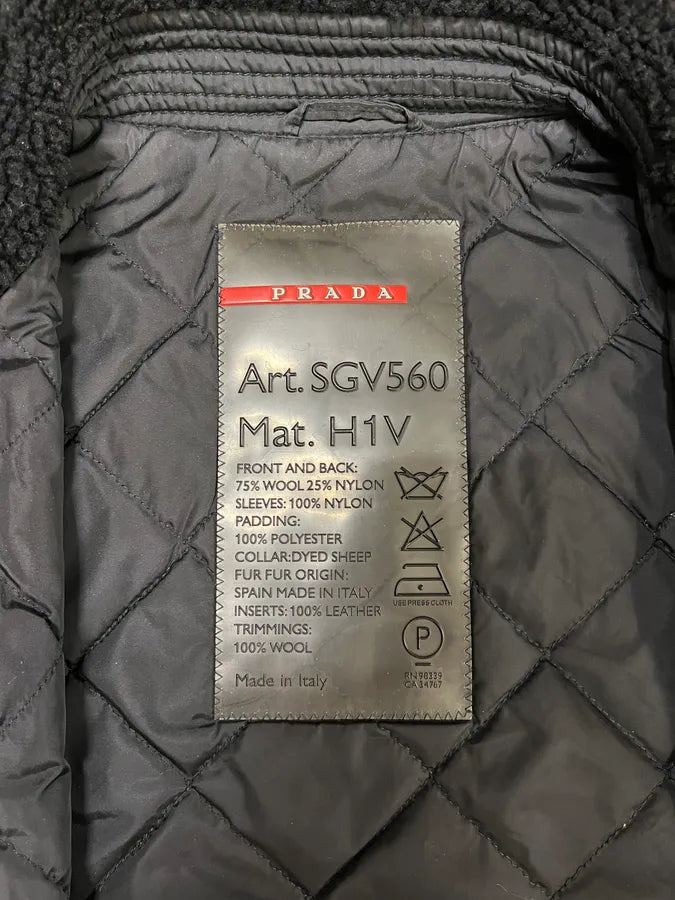 PRADA
Art. SGV560
Mat. H1V
FRONT AND BACK:
75% WOOL 25% NYLON
SLEEVES: 100% NYLON
PADDING:
100% POLYESTER
COLLAR:DYED SHEEP
FUR FUR ORIGIN:
SPAIN MADE IN ITALY
INSERTS: 100% LEATHER
TRIMMINGS:
100% WOOL
Made in Italy
USE PRESS CLOTH
P
RN 98339
CA 34767